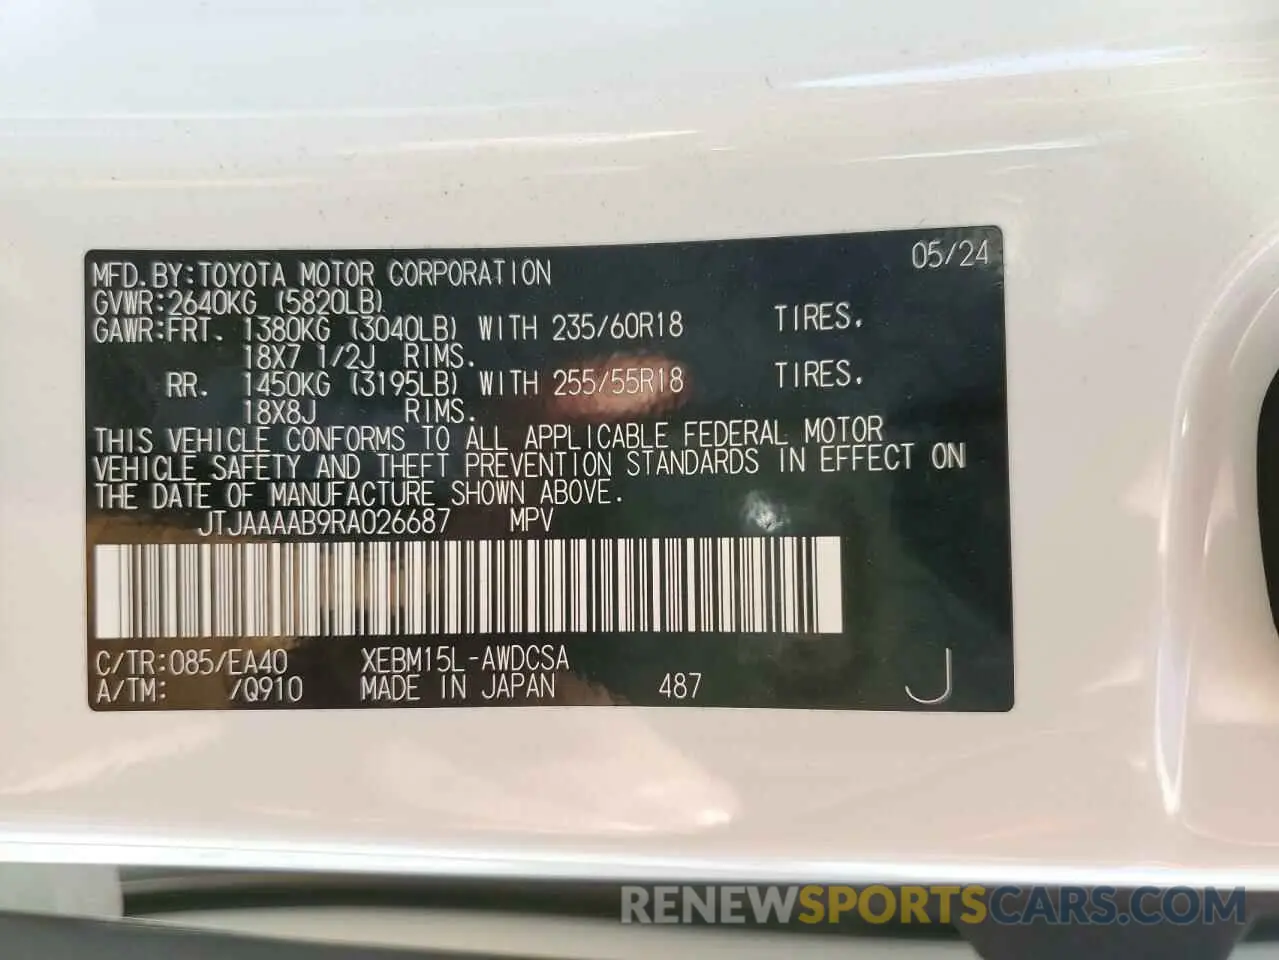 05/24
MFD.BY:TOYOTA MOTOR CORPORATION
GVWR:2640KG (5820LB)
GAWR:FRT. 1380KG (3040LB) WITH 235/60R18 TIRES.
18X7 1/2J RIMS.
RR. 1450KG (3195LB) WITH 255/55R18 TIRES.
18X8J RIMS.
THIS VEHICLE CONFORMS TO ALL APPLICABLE FEDERAL MOTOR
VEHICLE SAFETY AND THEFT PREVENTION STANDARDS IN EFFECT ON
THE DATE OF MANUFACTURE SHOWN ABOVE.
JTJAAAAB9RA026687 MPV
C/TR:085/EA40 XEBM15L-AWDCSA
A/TM: /Q910 MADE IN JAPAN 487 J
RENEWSPORTSCARS.COM